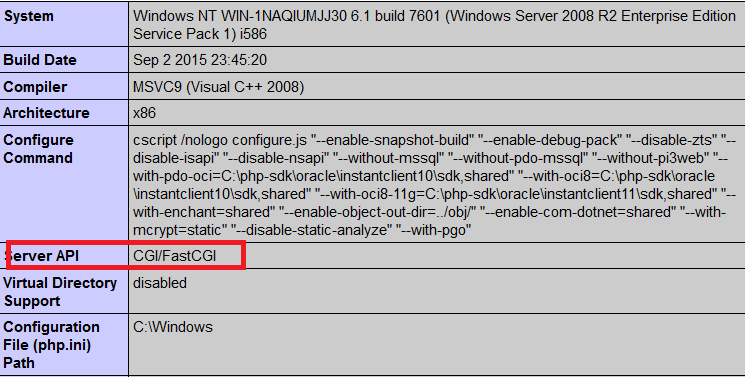 System
Windows NT WIN-1NAQIUMJJ30 6.1 build 7601 (Windows Server 2008 R2 Enterprise Edition
Service Pack 1) i586
Build Date
Sep 2 2015 23:45:20
Compiler
MSVC9 (Visual C++ 2008)
Architecture
x86
Configure
Command
cscript /nologo configure.js "--enable-snapshot-build" "--enable-debug-pack" "--disable-zts" "--
disable-isapi" "--disable-nsapi" "--without-mssql" "--without-pdo-mssql" "--without-pi3web" "--
with-pdo-oci=C:\php-sdk\oracle\instantclient10\sdk,shared" "--with-oci8=C:\php-sdk\oracle
\instantclient10\sdk,shared" "--with-oci8-11g=C:\php-sdk\oracle\instantclient11\sdk,shared" "--
with-enchant=shared" "--enable-object-out-dir=../obj/" "--enable-com-dotnet=shared" "--with-
mcrypt=static" "--disable-static-analyze" "--with-pgo"
Server API
CGI/FastCGI
Virtual Directory
Support
disabled
Configuration
File (php.ini)
Path
C:\Windows